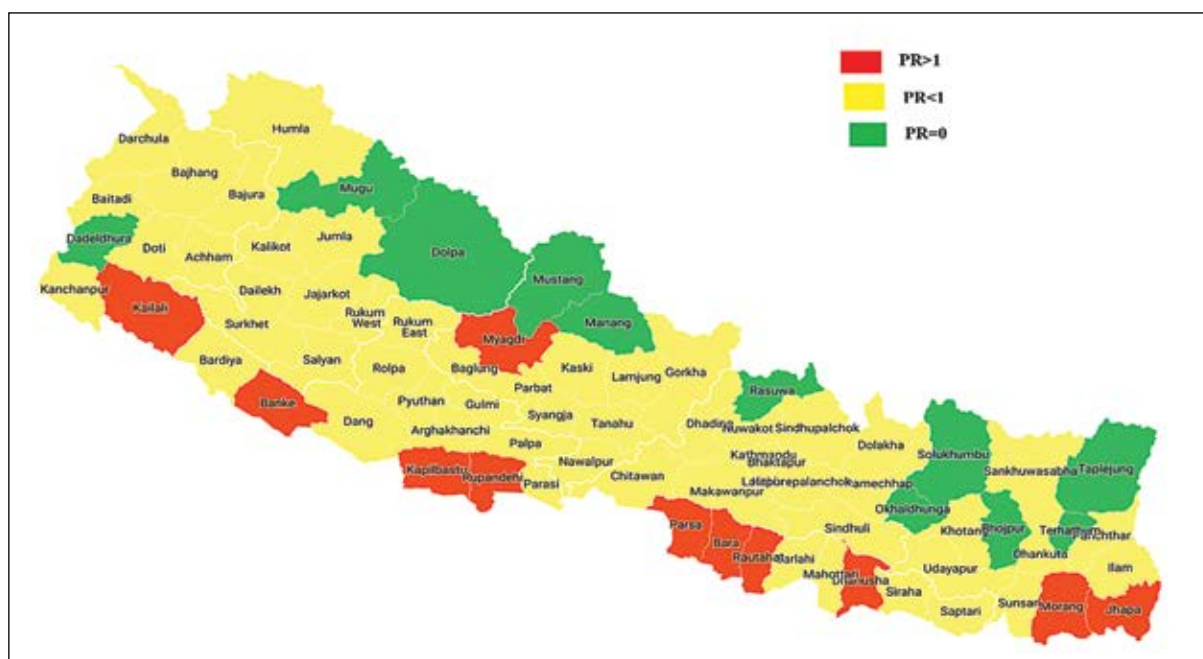 PR>1
PR<1
PR=0
Humla
Darchula
Bajhang
Mugu
Bajura
Baitadi
Jumla
Dadeldhura
Doti
Kalikot
Dolpa
Achham
Mustang
Kanchanpur
Dailekh
Jajarkot
Kailali
Rukum
West
Rukum
East
Manang
Surkhet
Myagdi
Bardiya
Salyan
Rolpa
Baglung
Kaski
Lamjung
Gorkha
Parbat
Rasuwa
Banke
Pyuthan
Gulmi
Syangja
Tanahu
Dang
Dhading
Nuwakot
Sindhupalchok
Arghakhanchi
Palpa
Dolakha
Solukhumbu
Kathmandu
Bhaktapur
Nawalpur
Sankhuwasabha
Taplejung
Kapilbastu
Rupandehi
Parasi
Chitawan
Makawanpur
Okhaldhunga
Parsa
Bara
Sindhuli
Khotang
Bhojpur
Terhathum
Dhankuta
Rautahat
Udayapur
Ilam
Siraha
Saptari
Sunsari
Morang
Jhapa